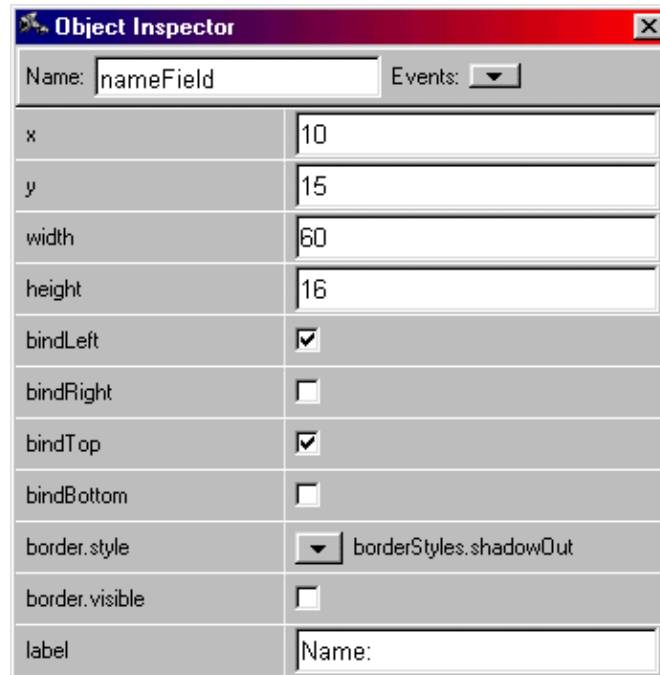 Object Inspector
Name: nameField Events:
x 10
y 15
width 60
height 16
bindLeft
bindRight
bindTop
bindBottom
border.style borderStyles.shadowOut
border.visible
label Name: